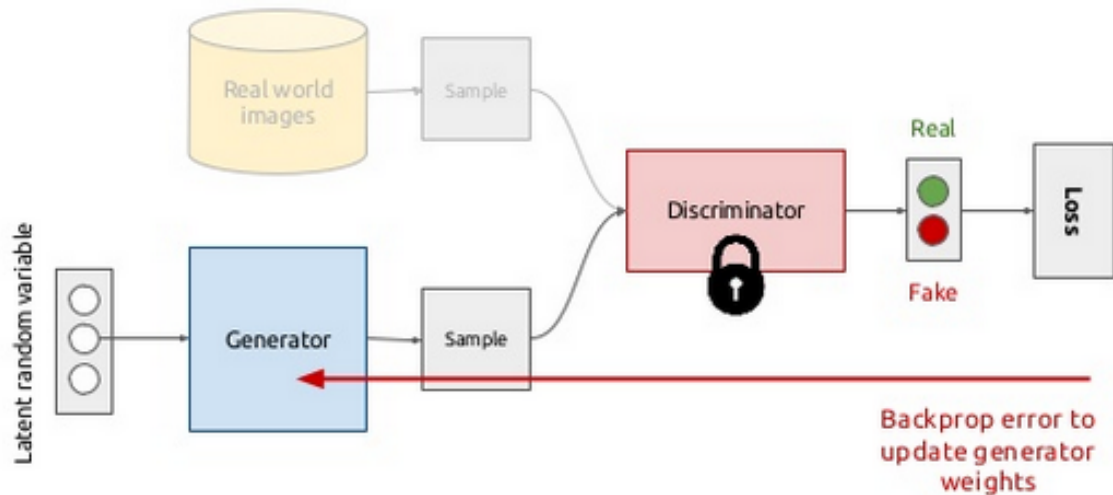 Real world
images
Sample
Real
Discriminator
Loss
Fake
Latent random variable
Generator
Sample
Backprop error to
update generator
weights